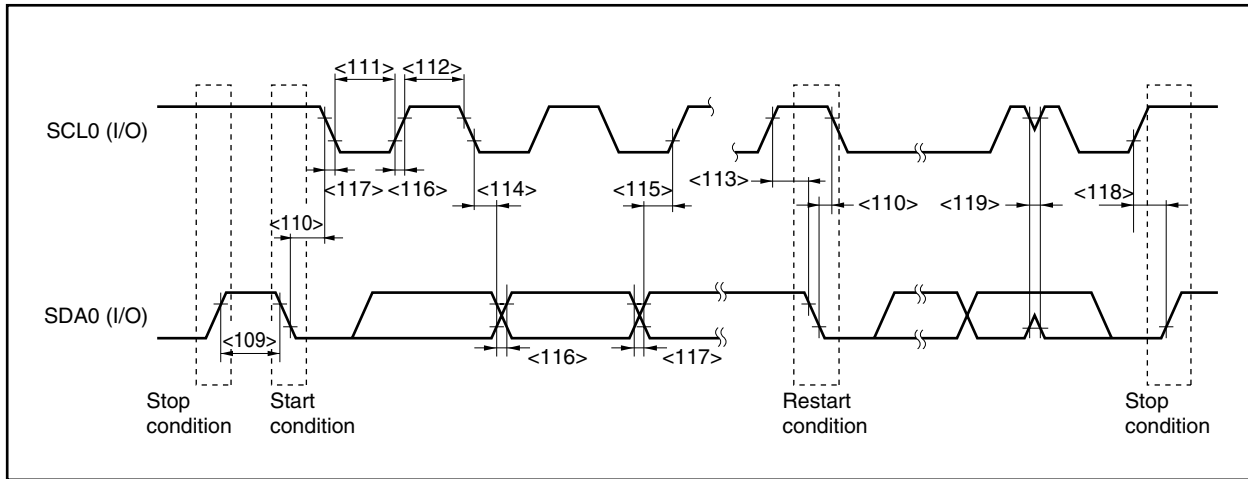 <111> <112>
SCL0 (I/O)
<117> <116> <114> <115> <113> <110> <119> <118>
<110>
SDA0 (I/O)
<109>
<116> <117>
Stop
condition
Start
condition
Restart
condition
Stop
condition